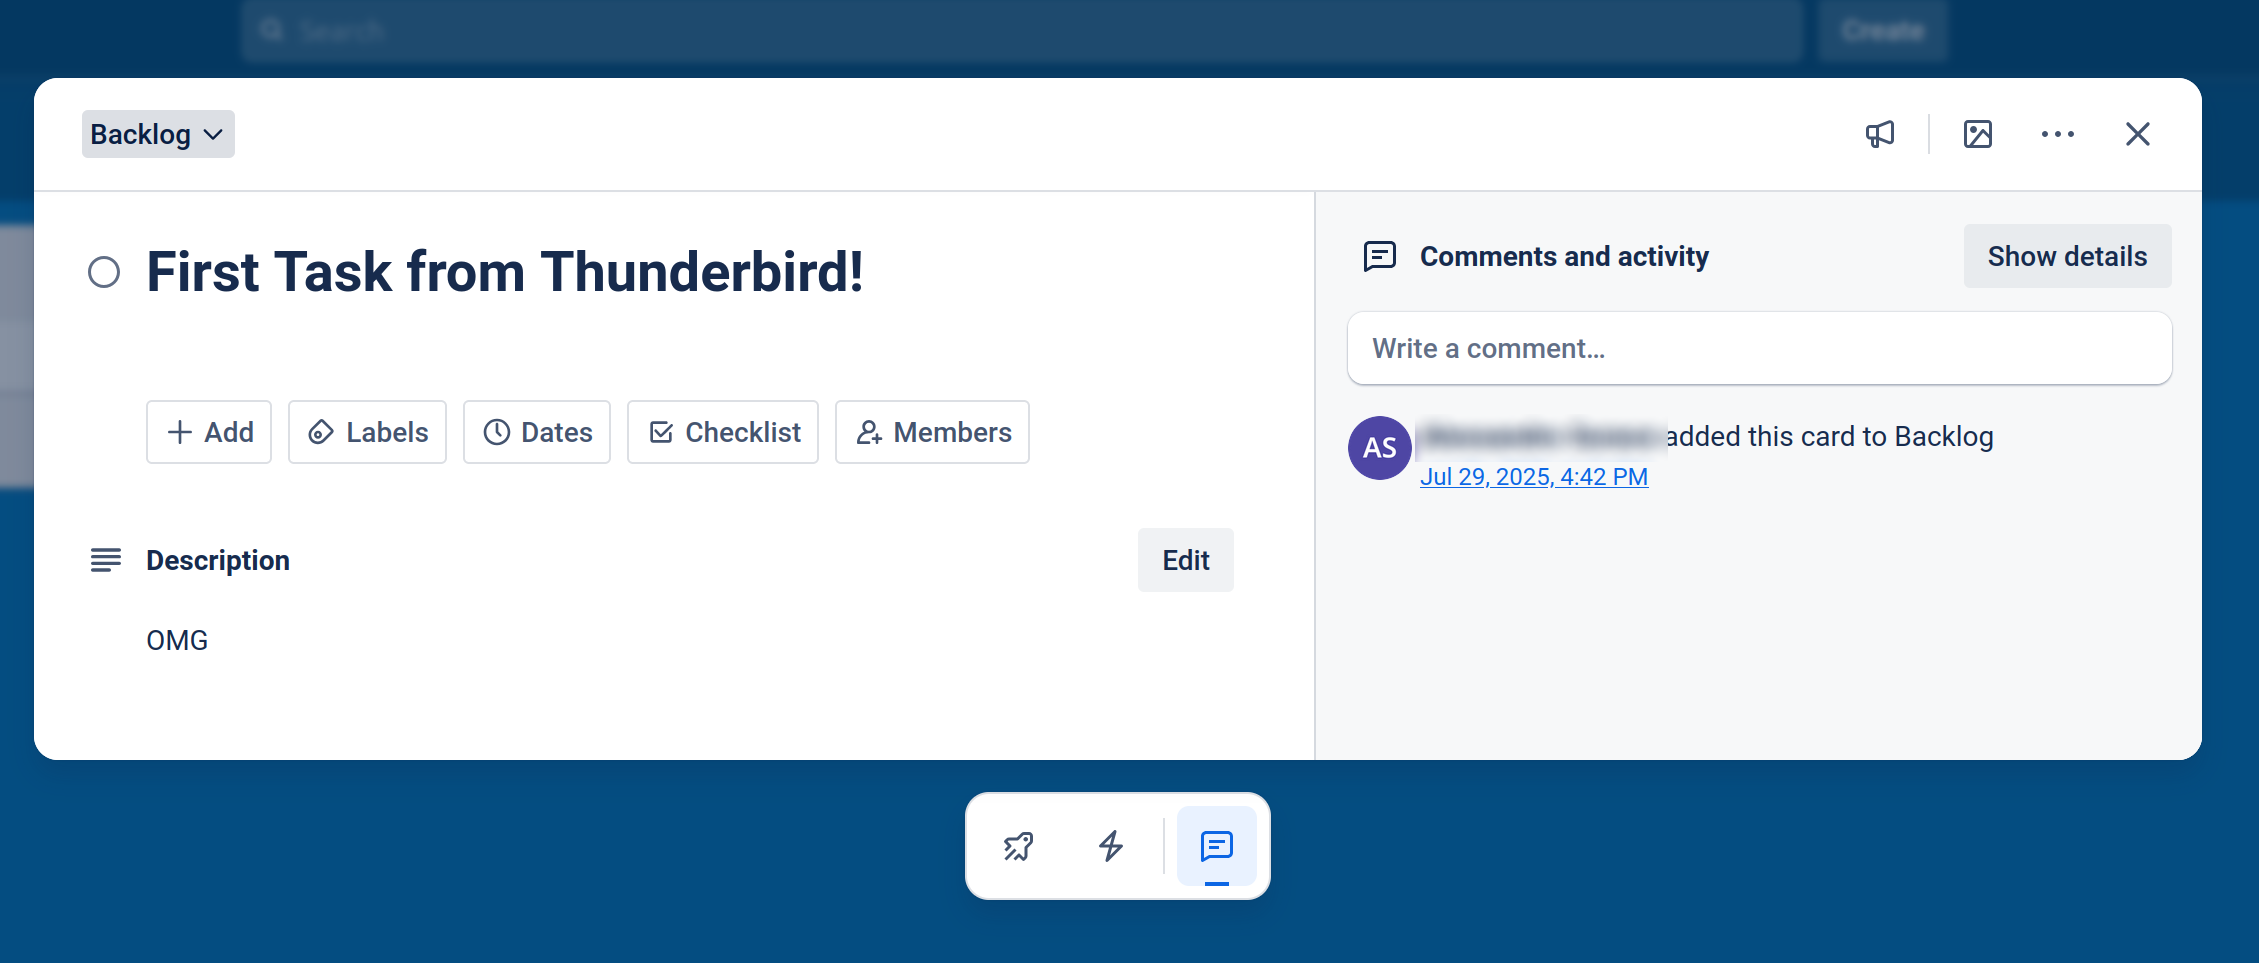 Search
Create
Backlog
First Task from Thunderbird!
Add
Labels
Dates
Checklist
Members
Description
Edit
OMG
Comments and activity
Show details
Write a comment…
AS
added this card to Backlog
Jul 29, 2025, 4:42 PM